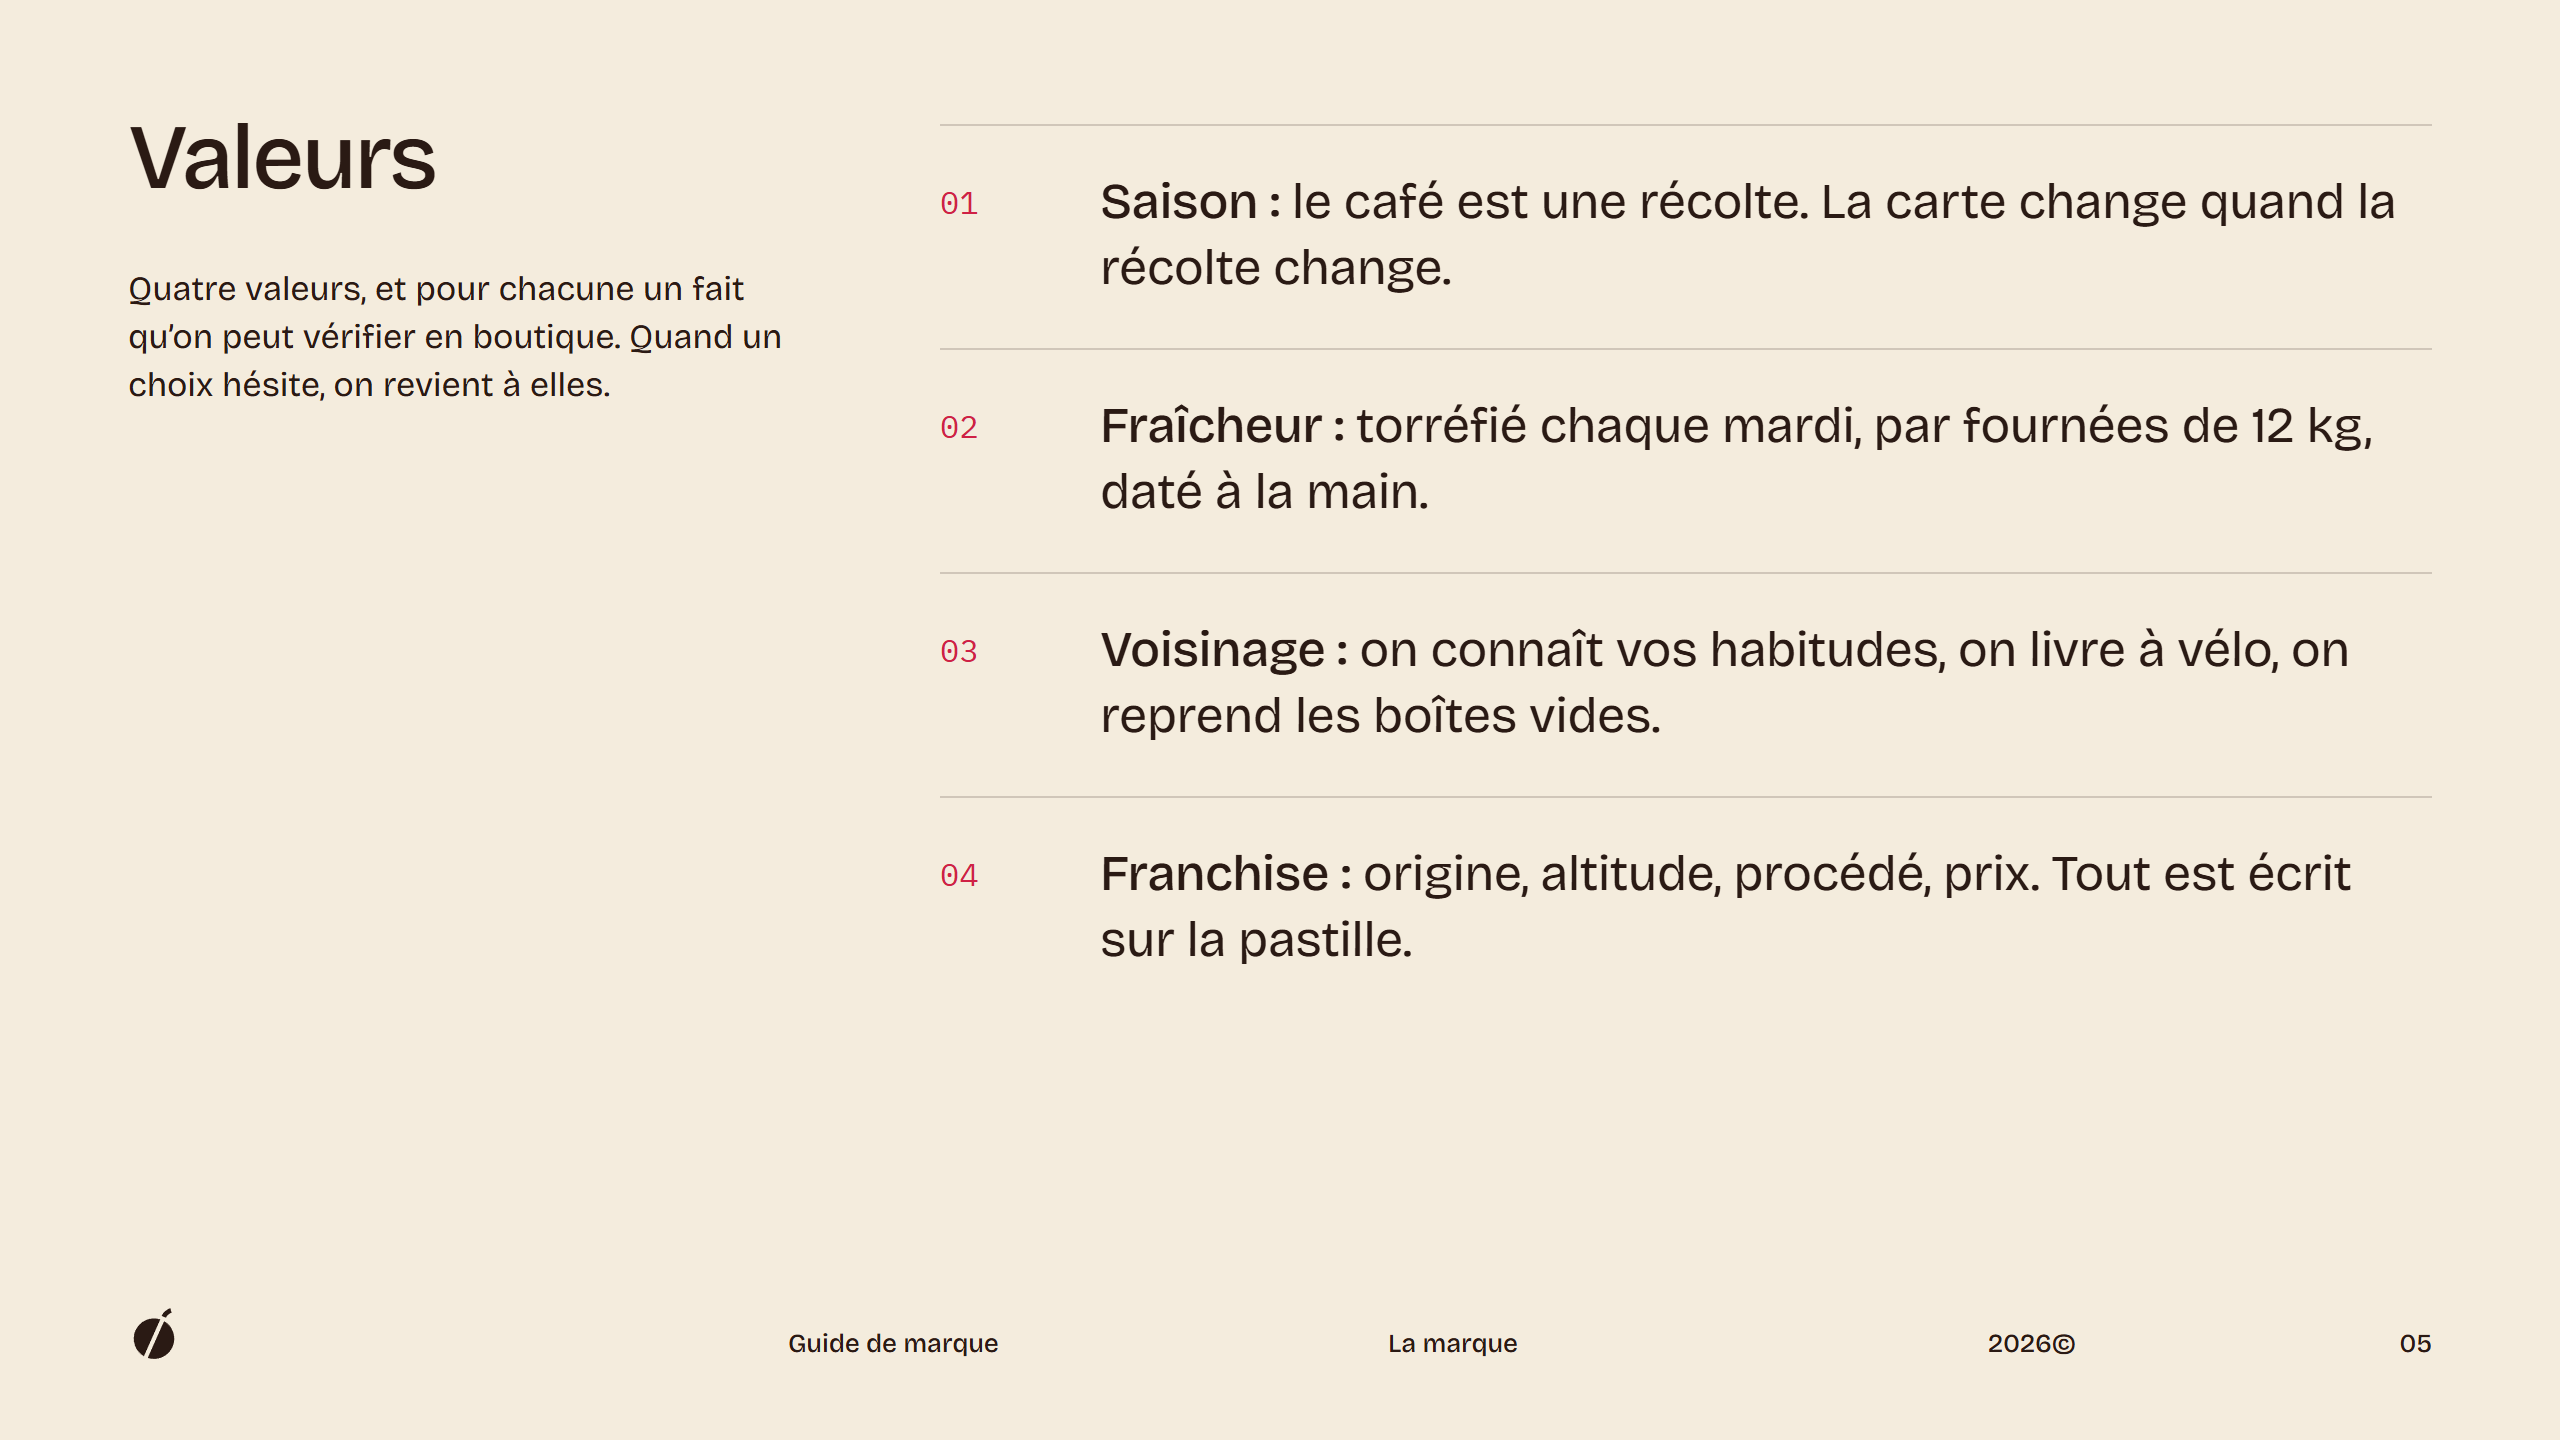 Valeurs
Quatre valeurs, et pour chacune un fait
qu’on peut vérifier en boutique. Quand un
choix hésite, on revient à elles.
01
Saison : le café est une récolte. La carte change quand la
récolte change.
02
Fraîcheur : torréfié chaque mardi, par fournées de 12 kg,
daté à la main.
03
Voisinage : on connaît vos habitudes, on livre à vélo, on
reprend les boîtes vides.
04
Franchise : origine, altitude, procédé, prix. Tout est écrit
sur la pastille.
Guide de marque
La marque
2026©
05